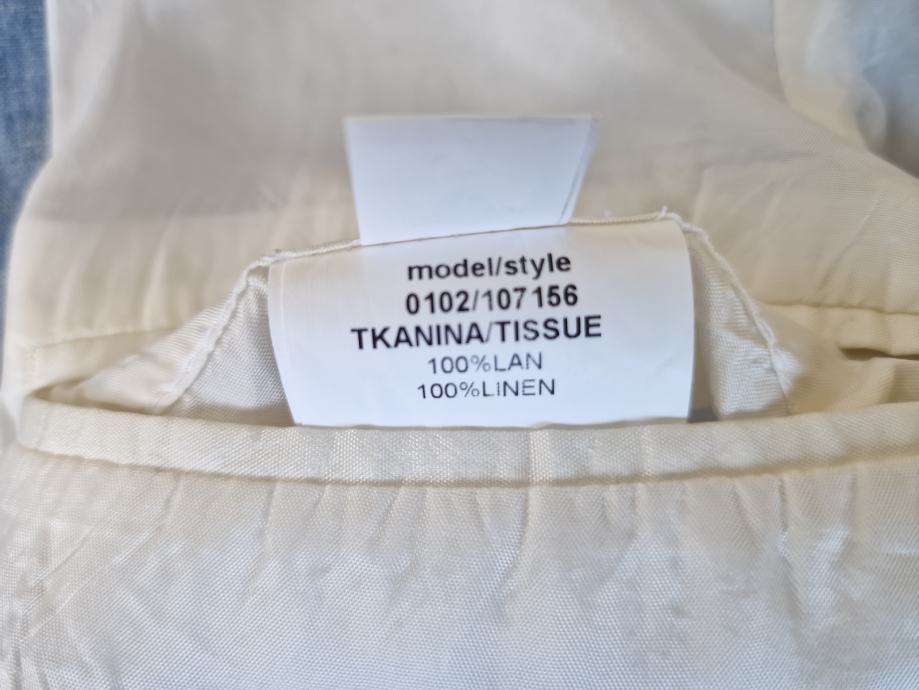 model/style
0102/107156
TKANINA/TISSUE
100%LAN
100%LINEN